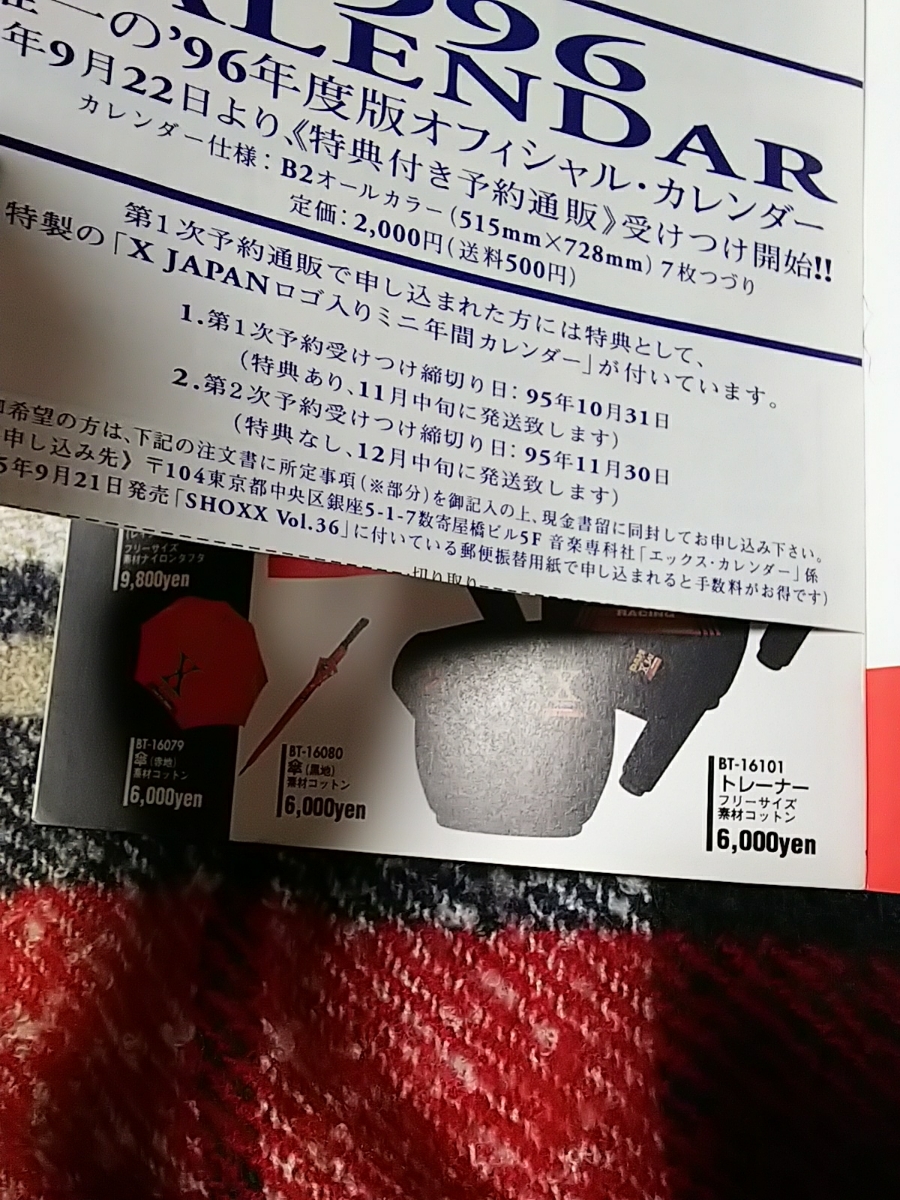 1996
CALENDAR
一の'96年度版オフィシャル・カレンダー
年9月22日より、《特典付き予約通販》受けつけ開始!!
カレンダー仕様：B2オールカラー(515mm×728mm) 7枚つづり
定価：2,000円(送料500円)
第1次予約通販で申し込まれた方には特典として、
特製の「X JAPANロゴ入りミニ年間カレンダー」が付いています。
1.第1次予約受けつけ締切り日：95年10月31日
(特典あり、11月中旬に発送致します)
2.第2次予約受けつけ締切り日：95年11月30日
(特典なし、12月中旬に発送致します)
希望の方は、下記の注文書に所定事項(※部分)を御記入の上、現金書留に同封してお申し込み下さい。
申し込み先》〒104東京都中央区銀座5-1-7数寄屋橋ビル5F 音楽専科社「エックス・カレンダー」係
5年9月21日発売「SHOXX Vol.36」に付いている郵便振替用紙で申し込まれると手数料がお得です)
切り取り
フリーサイズ
素材ナイロンタフタ
9,800yen
RACING
X
X
BT-16079
傘(赤地)
素材コットン
6,000yen
BT-16080
傘(黒地)
素材コットン
6,000yen
BT-16101
トレーナー
フリーサイズ
素材コットン
6,000yen